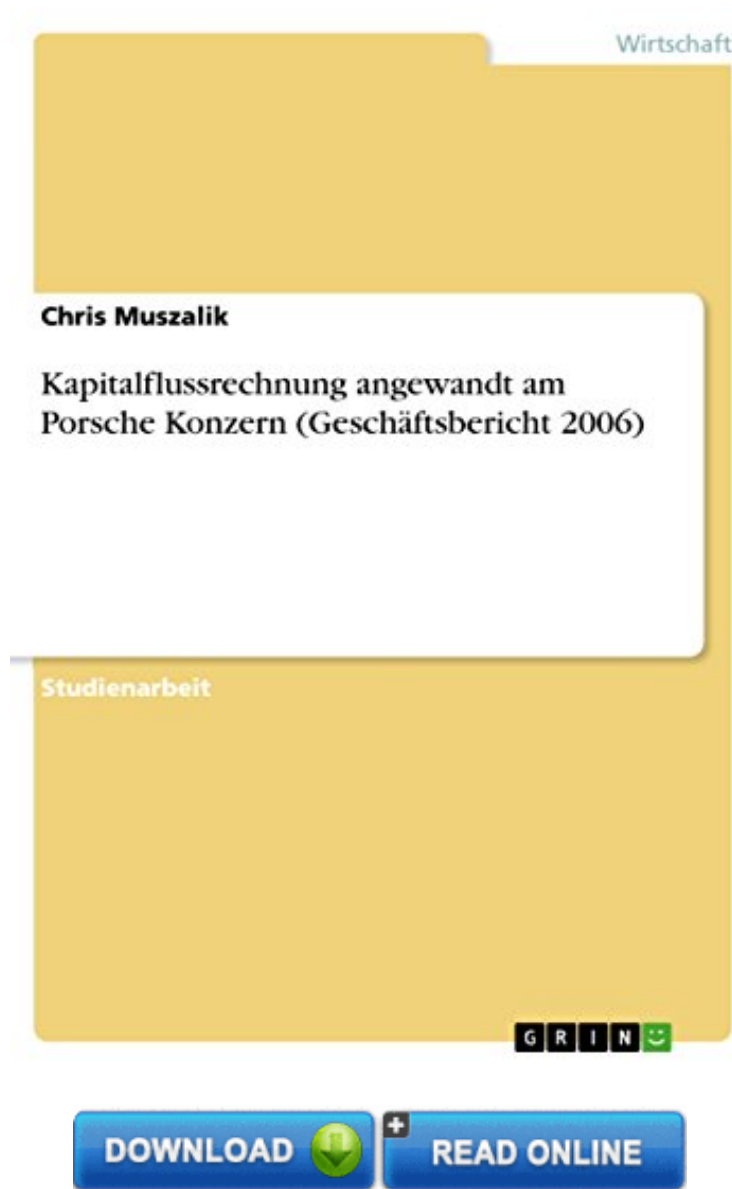 Wirtschaft
Chris Muszalik
Kapitalflussrechnung angewandt am
Porsche Konzern (Geschäftsbericht 2006)
Studienarbeit
GRIN
DOWNLOAD
READ ONLINE